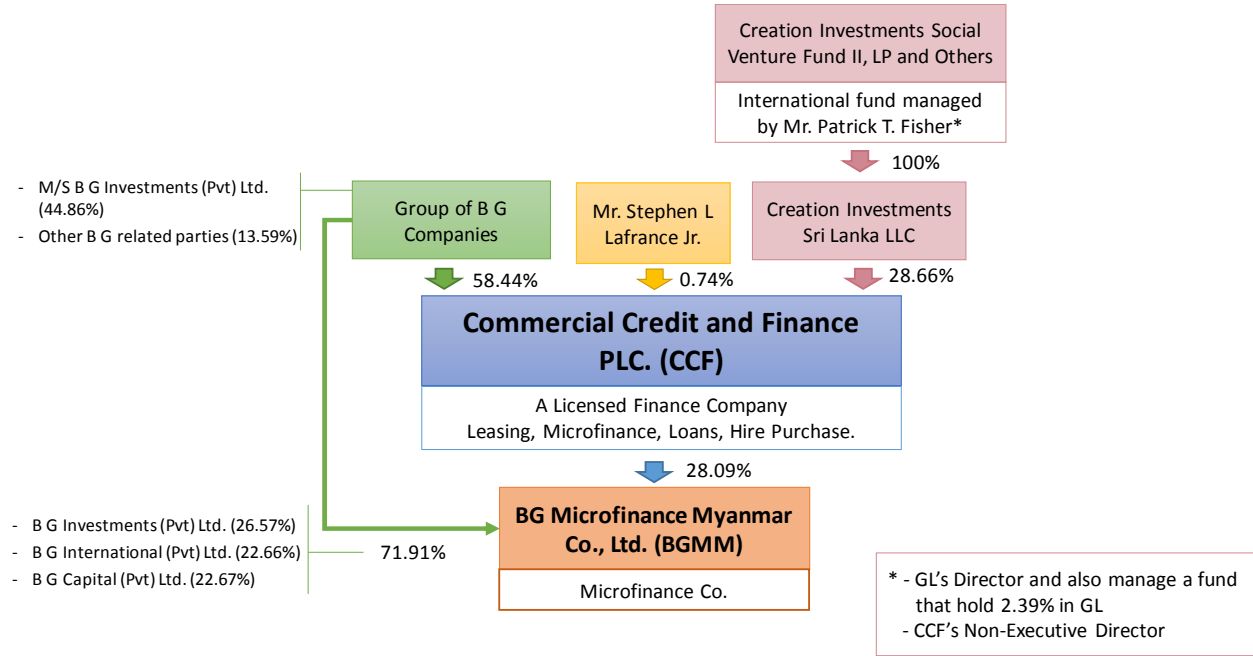 Creation Investments Social
Venture Fund II, LP and Others
International fund managed
by Mr. Patrick T. Fisher*
100%
- M/S B G Investments (Pvt) Ltd.
(44.86%)
- Other B G related parties (13.59%)
Group of B G
Companies
Mr. Stephen L
Lafrance Jr.
Creation Investments
Sri Lanka LLC
58.44%
0.74%
28.66%
Commercial Credit and Finance
PLC. (CCF)
A Licensed Finance Company
Leasing, Microfinance, Loans, Hire Purchase.
28.09%
- B G Investments (Pvt) Ltd. (26.57%)
- B G International (Pvt) Ltd. (22.66%)
- B G Capital (Pvt) Ltd. (22.67%)
71.91%
BG Microfinance Myanmar
Co., Ltd. (BGMM)
Microfinance Co.
* - GL's Director and also manage a fund
that hold 2.39% in GL
- CCF's Non-Executive Director